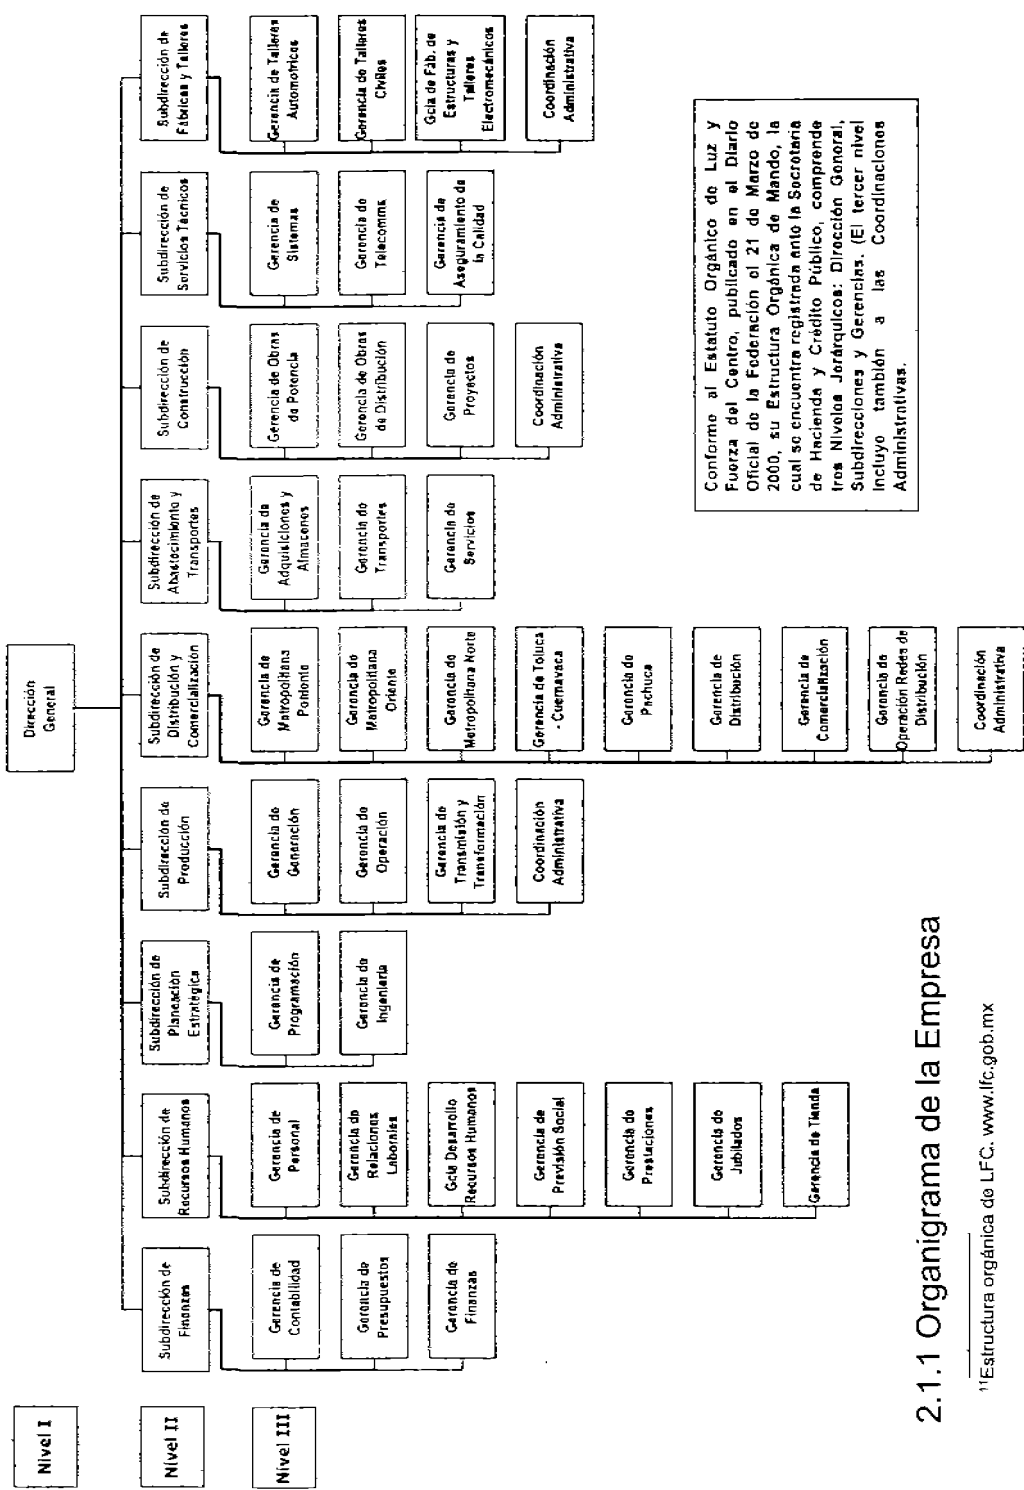 Nivel I
Nivel II
Nivel III
Dirección
General
Subdirección de
Finanzas
Gerencia de
Contabilidad
Gerencia de
Presupuestos
Gerencia de
Finanzas
Subdirección de
Recursos Humanos
Gerencia de
Personal
Gerencia de
Relaciones
Laborales
Gcia Desarrollo
Recursos Humanos
Gerencia de
Previsión Social
Gerencia de
Prestaciones
Gerencia de
Jubilados
Gerencia de Tienda
Subdirección de
Planeación
Estratégica
Gerencia de
Programación
Gerencia de
Ingeniería
Subdirección de
Producción
Gerencia de
Generación
Gerencia de
Operación
Gerencia de
Transmisión y
Transformación
Coordinación
Administrativa
Subdirección de
Distribución y
Comercialización
Gerencia de
Metropolitana
Poniente
Gerencia de
Metropolitana
Oriente
Gerencia de
Metropolitana Norte
Gerencia de Toluca
- Cuernavaca
Gerencia de
Pachuca
Gerencia de
Distribución
Gerencia de
Comercialización
Gerencia de
Operación Redes de
Distribución
Coordinación
Administrativa
Subdirección de
Abastecimiento y
Transportes
Gerencia de
Adquisiciones y
Almacenes
Gerencia de
Transportes
Gerencia de
Servicios
Subdirección de
Construcción
Gerencia de Obras
de Potencia
Gerencia de Obras
de Distribución
Gerencia de
Proyectos
Coordinación
Administrativa
Subdirección de
Servicios Técnicos
Gerencia de
Sistemas
Gerencia de
Telecomms.
Gerencia de
Aseguramiento de
la Calidad
Subdirección de
Fábricas y Talleres
Gerencia de Talleres
Automotrices
Gerencia de Talleres
Civiles
Gcia de Fáb. de
Estructuras y
Talleres
Electromecánicos
Coordinación
Administrativa
Conforme al Estatuto Orgánico de Luz y
Fuerza del Centro, publicado en el Diario
Oficial de la Federación el 21 de Marzo de
2000, su Estructura Orgánica de Mando, la
cual se encuentra registrada ante la Secretaría
de Hacienda y Crédito Público, comprende
tres Niveles Jerárquicos: Dirección General,
Subdirecciones y Gerencias. (El tercer nivel
incluye también a las Coordinaciones
Administrativas.
2.1.1 Organigrama de la Empresa
¹¹Estructura orgánica de LFC. www.lfc.gob.mx